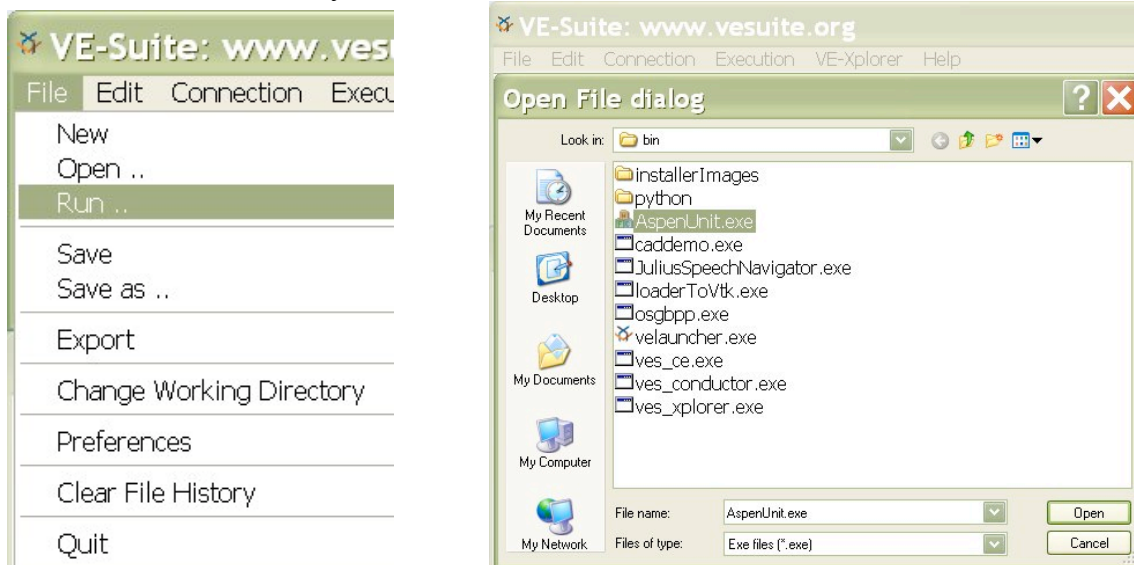 VE-Suite: www.ves
File Edit Connection Execu
New
Open ..
Run ..
Save
Save as ..
Export
Change Working Directory
Preferences
Clear File History
Quit
VE-Suite: www.vesuite.org
File Edit Connection Execution VE-Xplorer Help
Open File dialog
Look in: bin
My Recent
Documents
Desktop
My Documents
My Computer
My Network
installerImages
python
AspenUnit.exe
caddemo.exe
JuliusSpeechNavigator.exe
loaderToVtk.exe
osgbpp.exe
velauncher.exe
ves_ce.exe
ves_conductor.exe
ves_xplorer.exe
File name: AspenUnit.exe Open
Files of type: Exe files (*.exe) Cancel